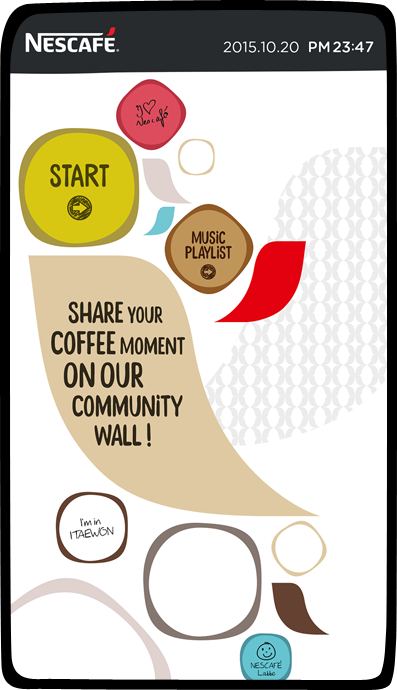 NESCAFÉ.
2015.10.20 PM 23:47
I ♡
Nescafé
START
MUSiC
PLAYLiST
SHARE YOUR
COFFEE MOMENT
ON OUR
COMMUNiTY
WALL !
I'm in
ITAEWON
NESCAFÉ
Latte